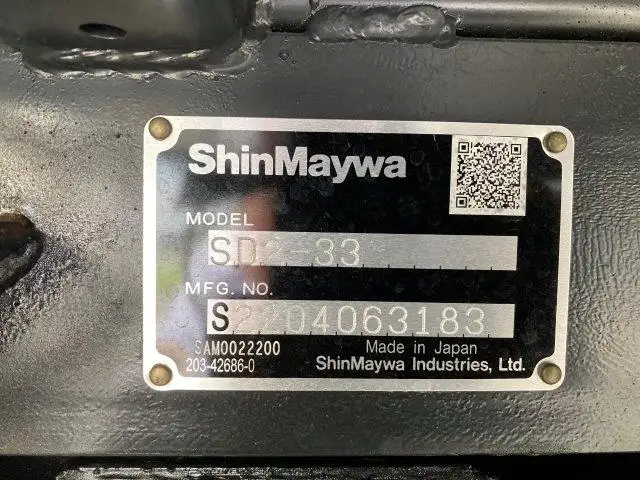 ShinMaywa
MODEL
SD2-33
MFG. NO.
S2204063183
SAM0022200
203-42686-0
Made in Japan
ShinMaywa Industries, Ltd.